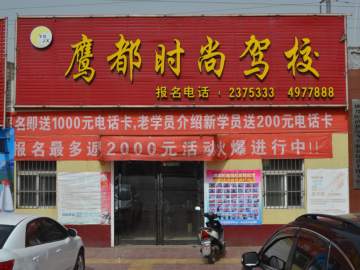 鹰都时尚驾校
报名电话：2375333 4977888
名即送1000元电话卡,老学员介绍新学员送200元电话卡
报名最多返2000元活动火爆进行中!!